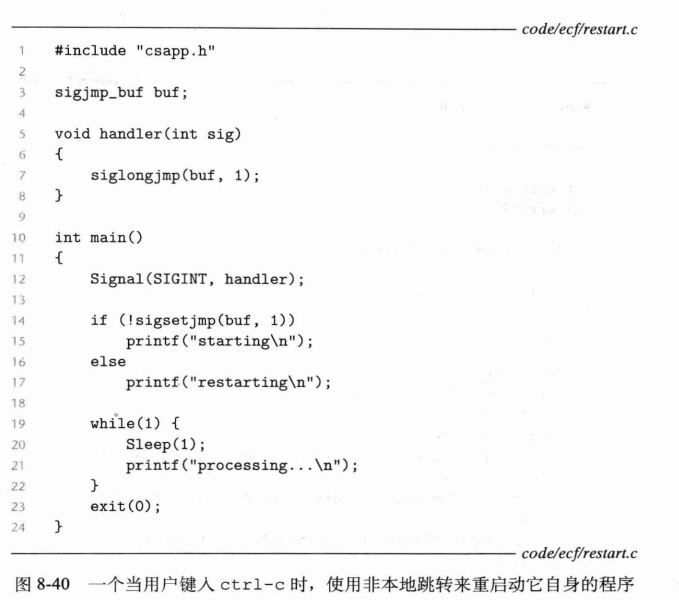 code/ecf/restart.c
1 #include "csapp.h"
2
3 sigjmp_buf buf;
4
5 void handler(int sig)
6 {
7     siglongjmp(buf, 1);
8 }
9
10 int main()
11 {
12     Signal(SIGINT, handler);
13
14     if (!sigsetjmp(buf, 1))
15         printf("starting\n");
16     else
17         printf("restarting\n");
18
19     while(1) {
20         Sleep(1);
21         printf("processing...\n");
22     }
23     exit(0);
24 }
code/ecf/restart.c
图 8-40 一个当用户键入 ctrl-c 时，使用非本地跳转来重启动它自身的程序